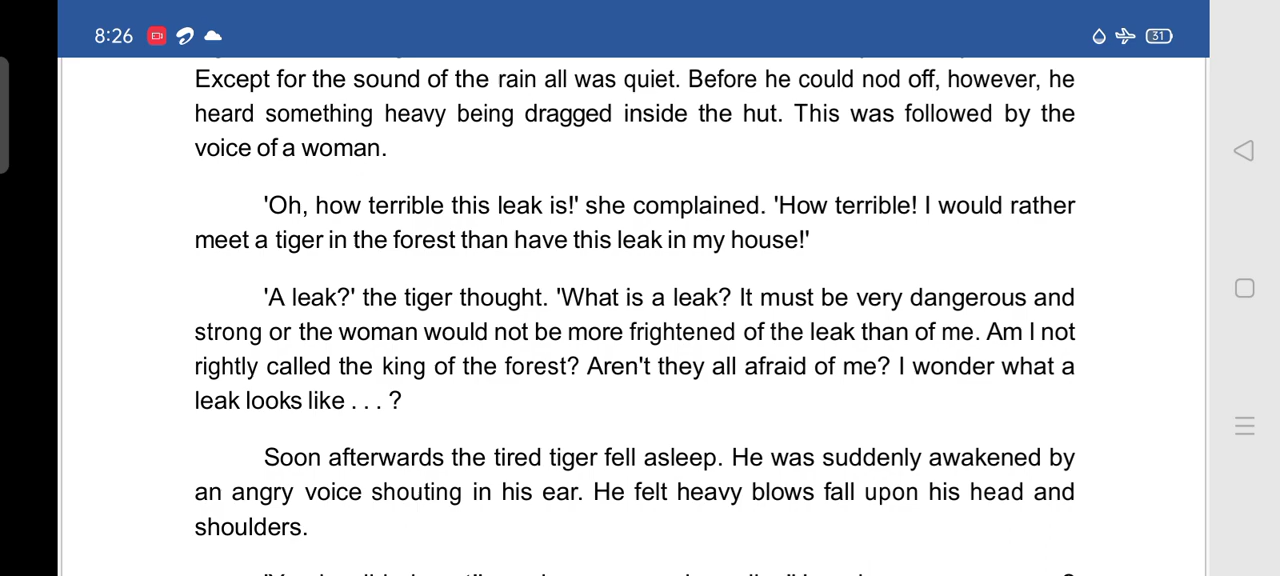 8:26
31
Except for the sound of the rain all was quiet. Before he could nod off, however, he
heard something heavy being dragged inside the hut. This was followed by the
voice of a woman.
'Oh, how terrible this leak is!' she complained. 'How terrible! I would rather
meet a tiger in the forest than have this leak in my house!'
'A leak?' the tiger thought. 'What is a leak? It must be very dangerous and
strong or the woman would not be more frightened of the leak than of me. Am I not
rightly called the king of the forest? Aren't they all afraid of me? I wonder what a
leak looks like . . . ?
Soon afterwards the tired tiger fell asleep. He was suddenly awakened by
an angry voice shouting in his ear. He felt heavy blows fall upon his head and
shoulders.